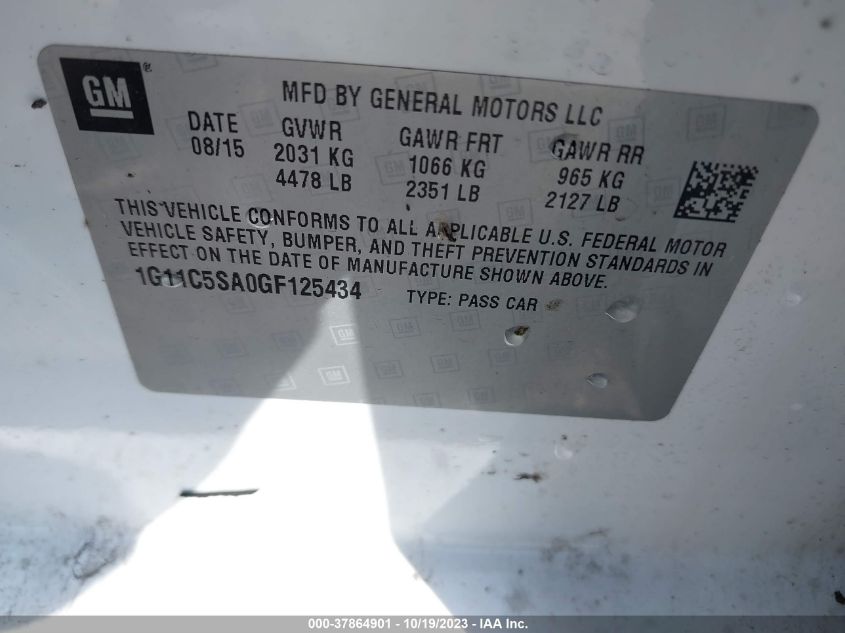 GM®
MFD BY GENERAL MOTORS LLC
DATE GVWR GAWR FRT GAWR RR
08/15 2031 KG 1066 KG 965 KG
4478 LB 2351 LB 2127 LB
THIS VEHICLE CONFORMS TO ALL APPLICABLE U.S. FEDERAL MOTOR
VEHICLE SAFETY, BUMPER, AND THEFT PREVENTION STANDARDS IN
EFFECT ON THE DATE OF MANUFACTURE SHOWN ABOVE.
1G11C5SA0GF125434 TYPE: PASS CAR
000-37864901 - 10/19/2023 - IAA Inc.